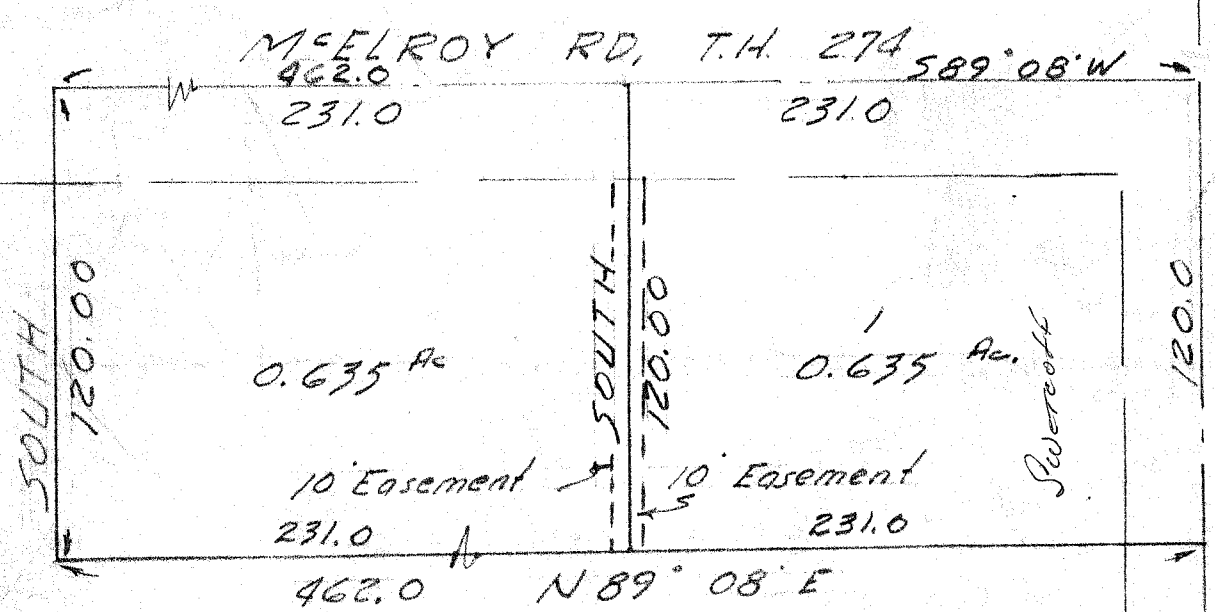 McELROY RD, T.H. 274
462.0
S89°08'W
231.0
231.0
SOUTH
120.00
SOUTH
120.00
120.0
0.635 Ac
1
0.635 Ac.
10' Easement
10' Easement
231.0
231.0
462.0
N 89° 08' E